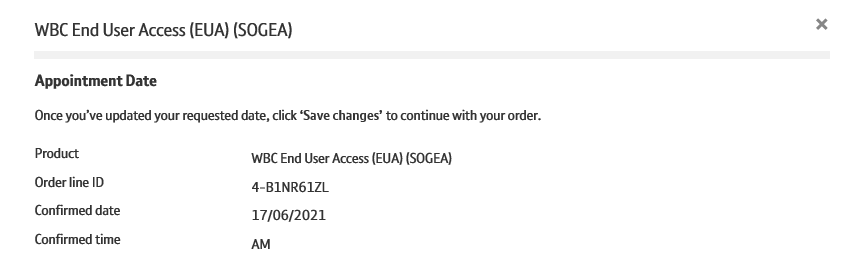 WBC End User Access (EUA) (SOGEA)
Appointment Date
Once you've updated your requested date, click ‘Save changes’ to continue with your order.
Product WBC End User Access (EUA) (SOGEA)
Order line ID 4-B1NR61ZL
Confirmed date 17/06/2021
Confirmed time AM